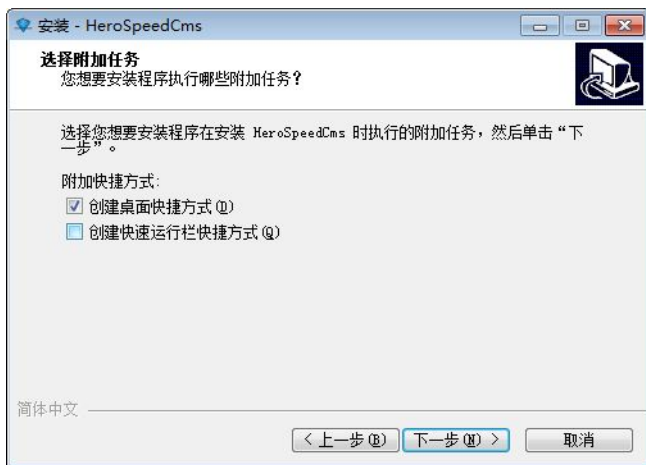 安装 - HeroSpeedCms
选择附加任务
您想要安装程序执行哪些附加任务?
选择您想要安装程序在安装 HeroSpeedCms 时执行的附加任务，然后单击“下
一步”。
附加快捷方式:
创建桌面快捷方式(D)
创建快速运行栏快捷方式(Q)
简体中文
< 上一步(B) 下一步(N) > 取消